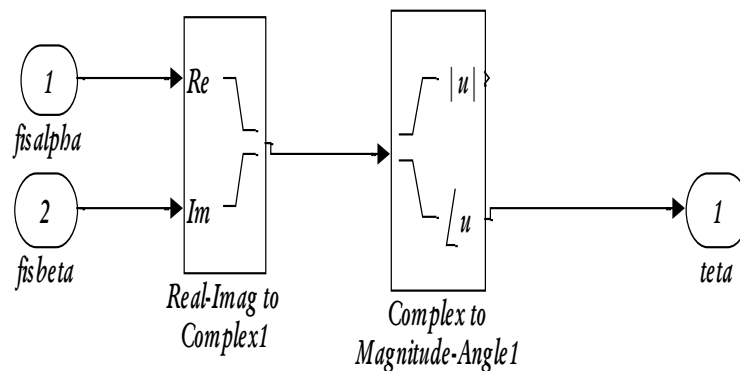 1
fisalpha
2
fisbeta
Re
Im
Real-Imag to
Complex1
|u|
∠u
Complex to
Magnitude-Angle1
1
teta